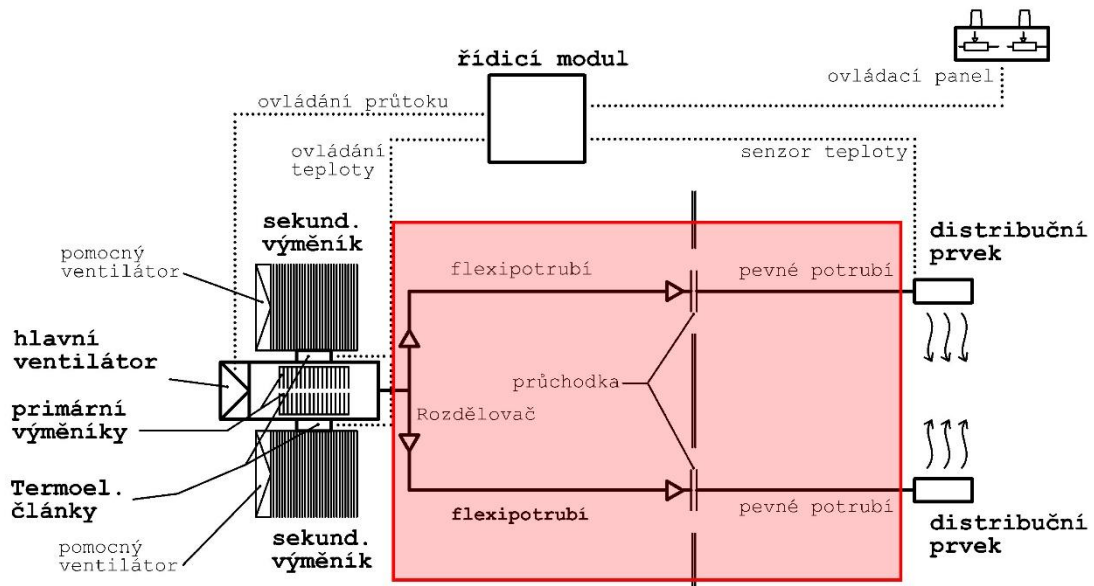 řídicí modul
ovládací panel
ovládání průtoku
ovládání
teploty
senzor teploty
sekund.
výměník
distribuční
prvek
pomocný
ventilátor
flexipotrubí
pevné potrubí
hlavní
ventilátor
průchodka
primární
výměníky
Rozdělovač
Termoel.
články
flexipotrubí
pevné potrubí
sekund.
výměník
distribuční
prvek
pomocný
ventilátor